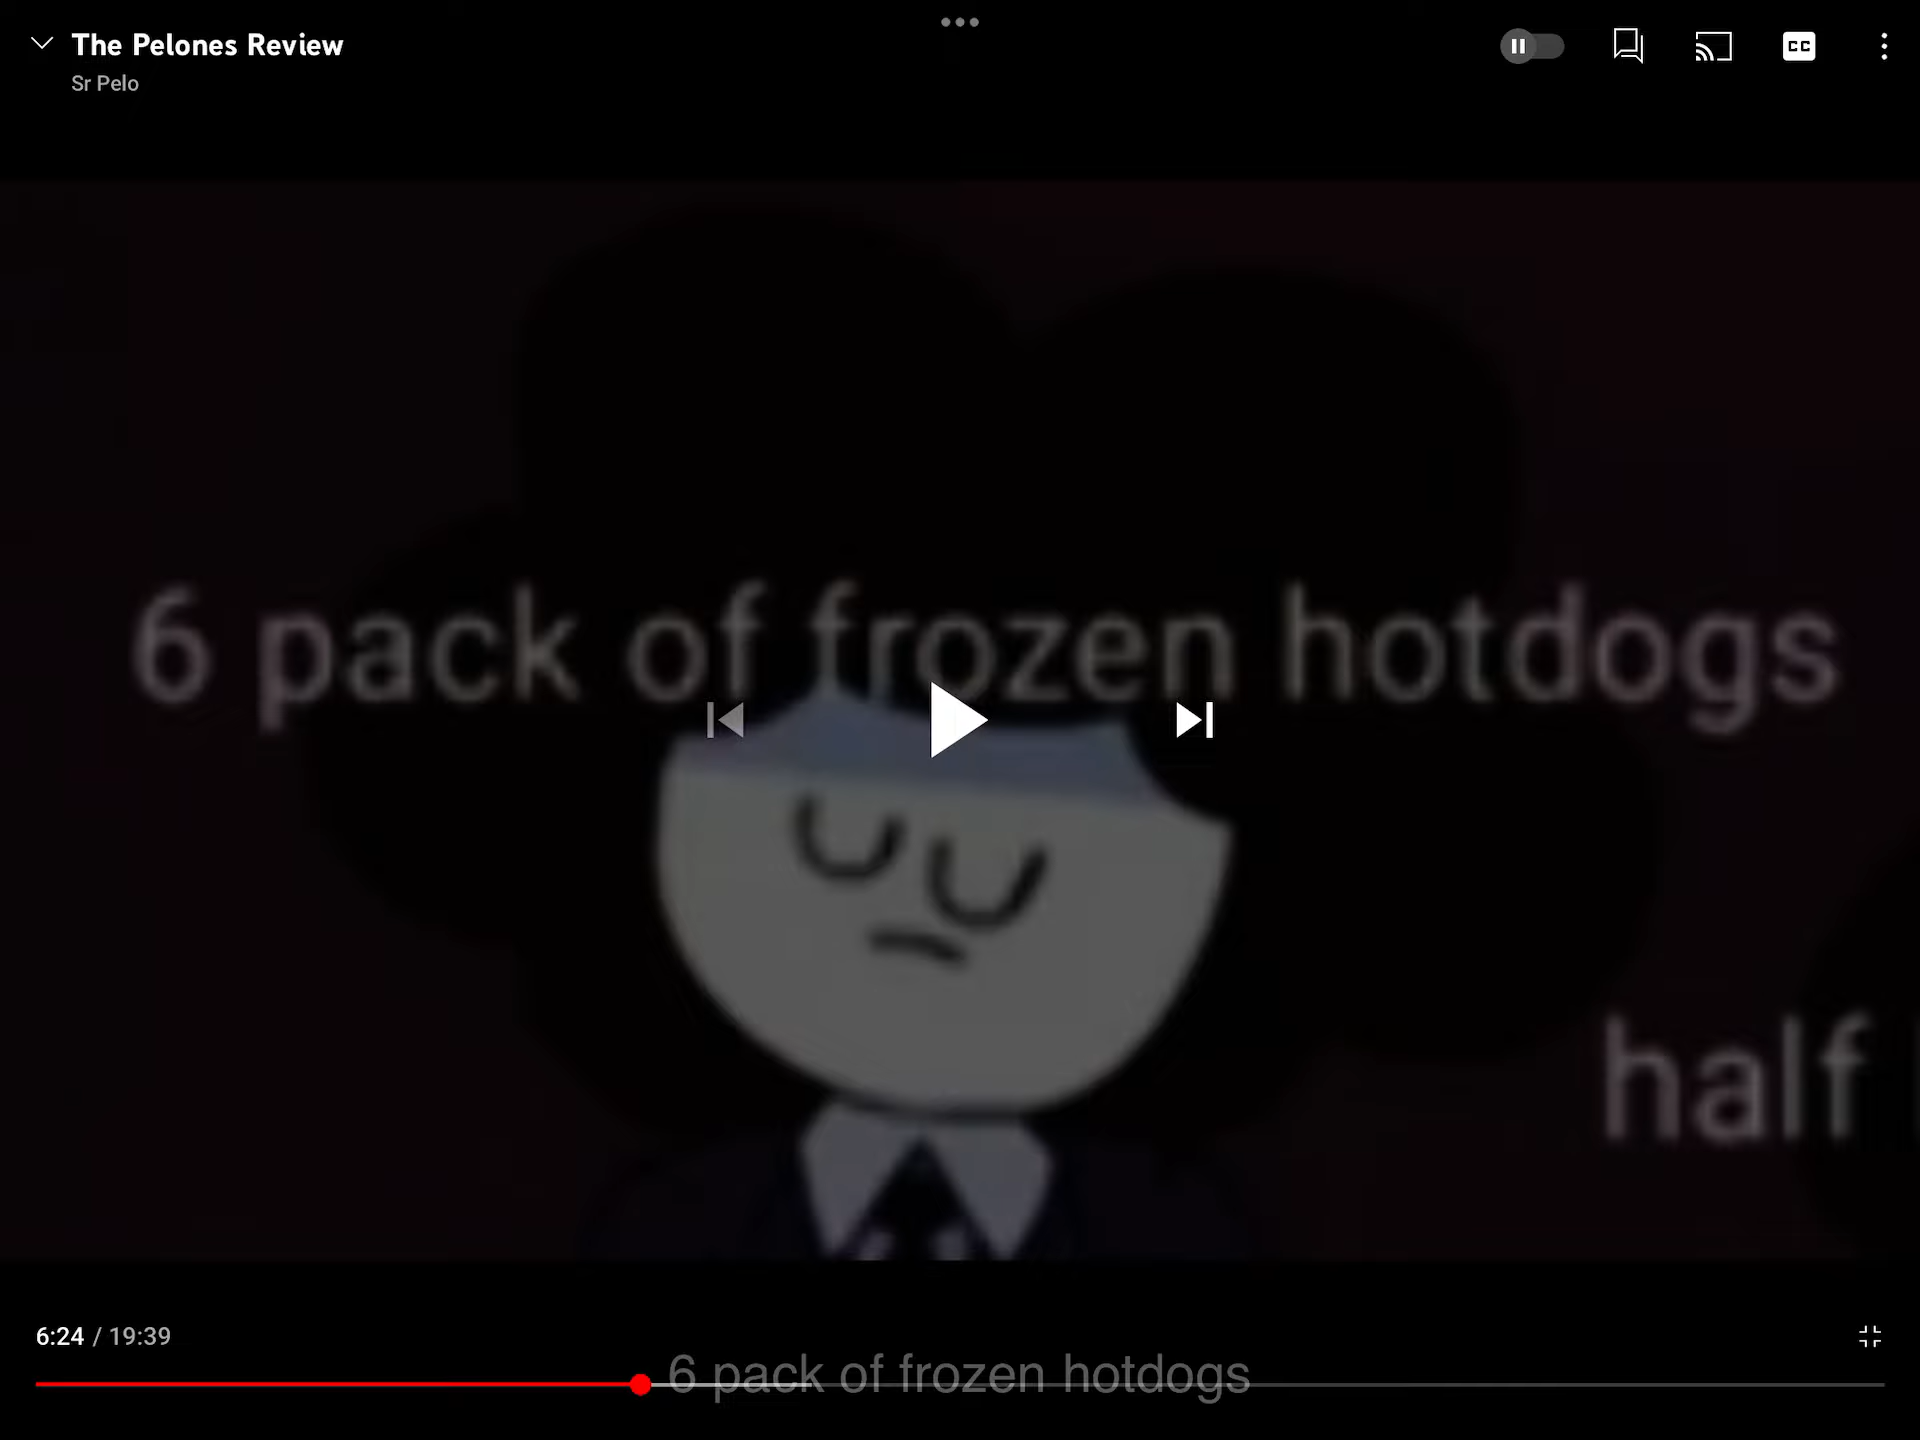 The Pelones Review
Sr Pelo
CC
6 pack of frozen hotdogs
half
6:24 / 19:39
6 pack of frozen hotdogs